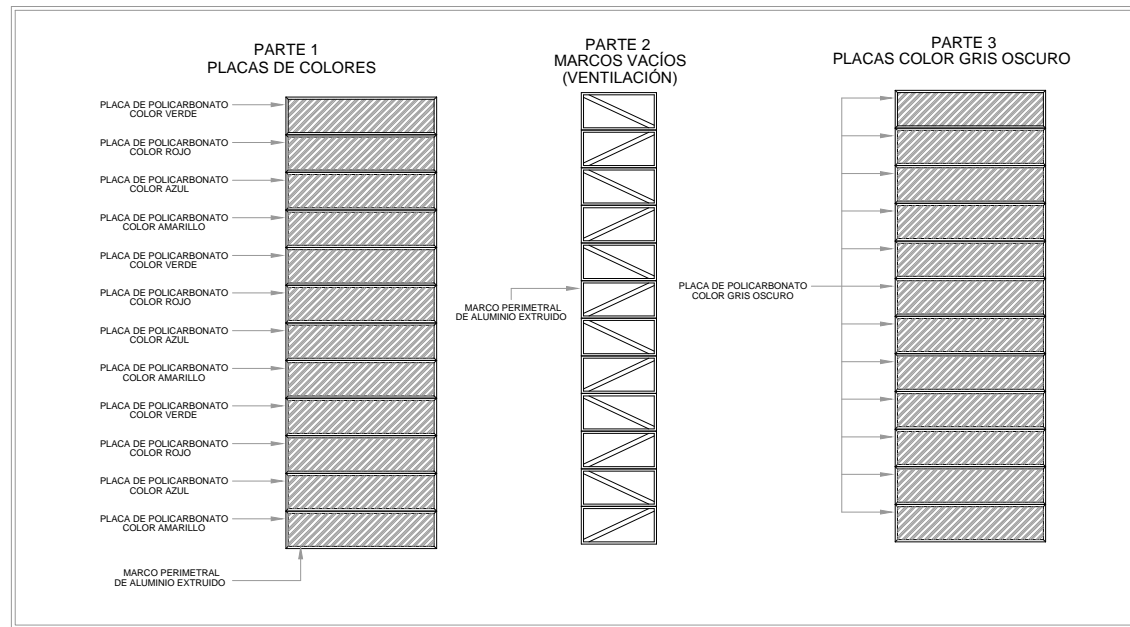 PARTE 1
PLACAS DE COLORES
PLACA DE POLICARBONATO
COLOR VERDE
PLACA DE POLICARBONATO
COLOR ROJO
PLACA DE POLICARBONATO
COLOR AZUL
PLACA DE POLICARBONATO
COLOR AMARILLO
PLACA DE POLICARBONATO
COLOR VERDE
PLACA DE POLICARBONATO
COLOR ROJO
PLACA DE POLICARBONATO
COLOR AZUL
PLACA DE POLICARBONATO
COLOR AMARILLO
PLACA DE POLICARBONATO
COLOR VERDE
PLACA DE POLICARBONATO
COLOR ROJO
PLACA DE POLICARBONATO
COLOR AZUL
PLACA DE POLICARBONATO
COLOR AMARILLO
MARCO PERIMETRAL
DE ALUMINIO EXTRUIDO
PARTE 2
MARCOS VACÍOS
(VENTILACIÓN)
MARCO PERIMETRAL
DE ALUMINIO EXTRUIDO
PARTE 3
PLACAS COLOR GRIS OSCURO
PLACA DE POLICARBONATO
COLOR GRIS OSCURO